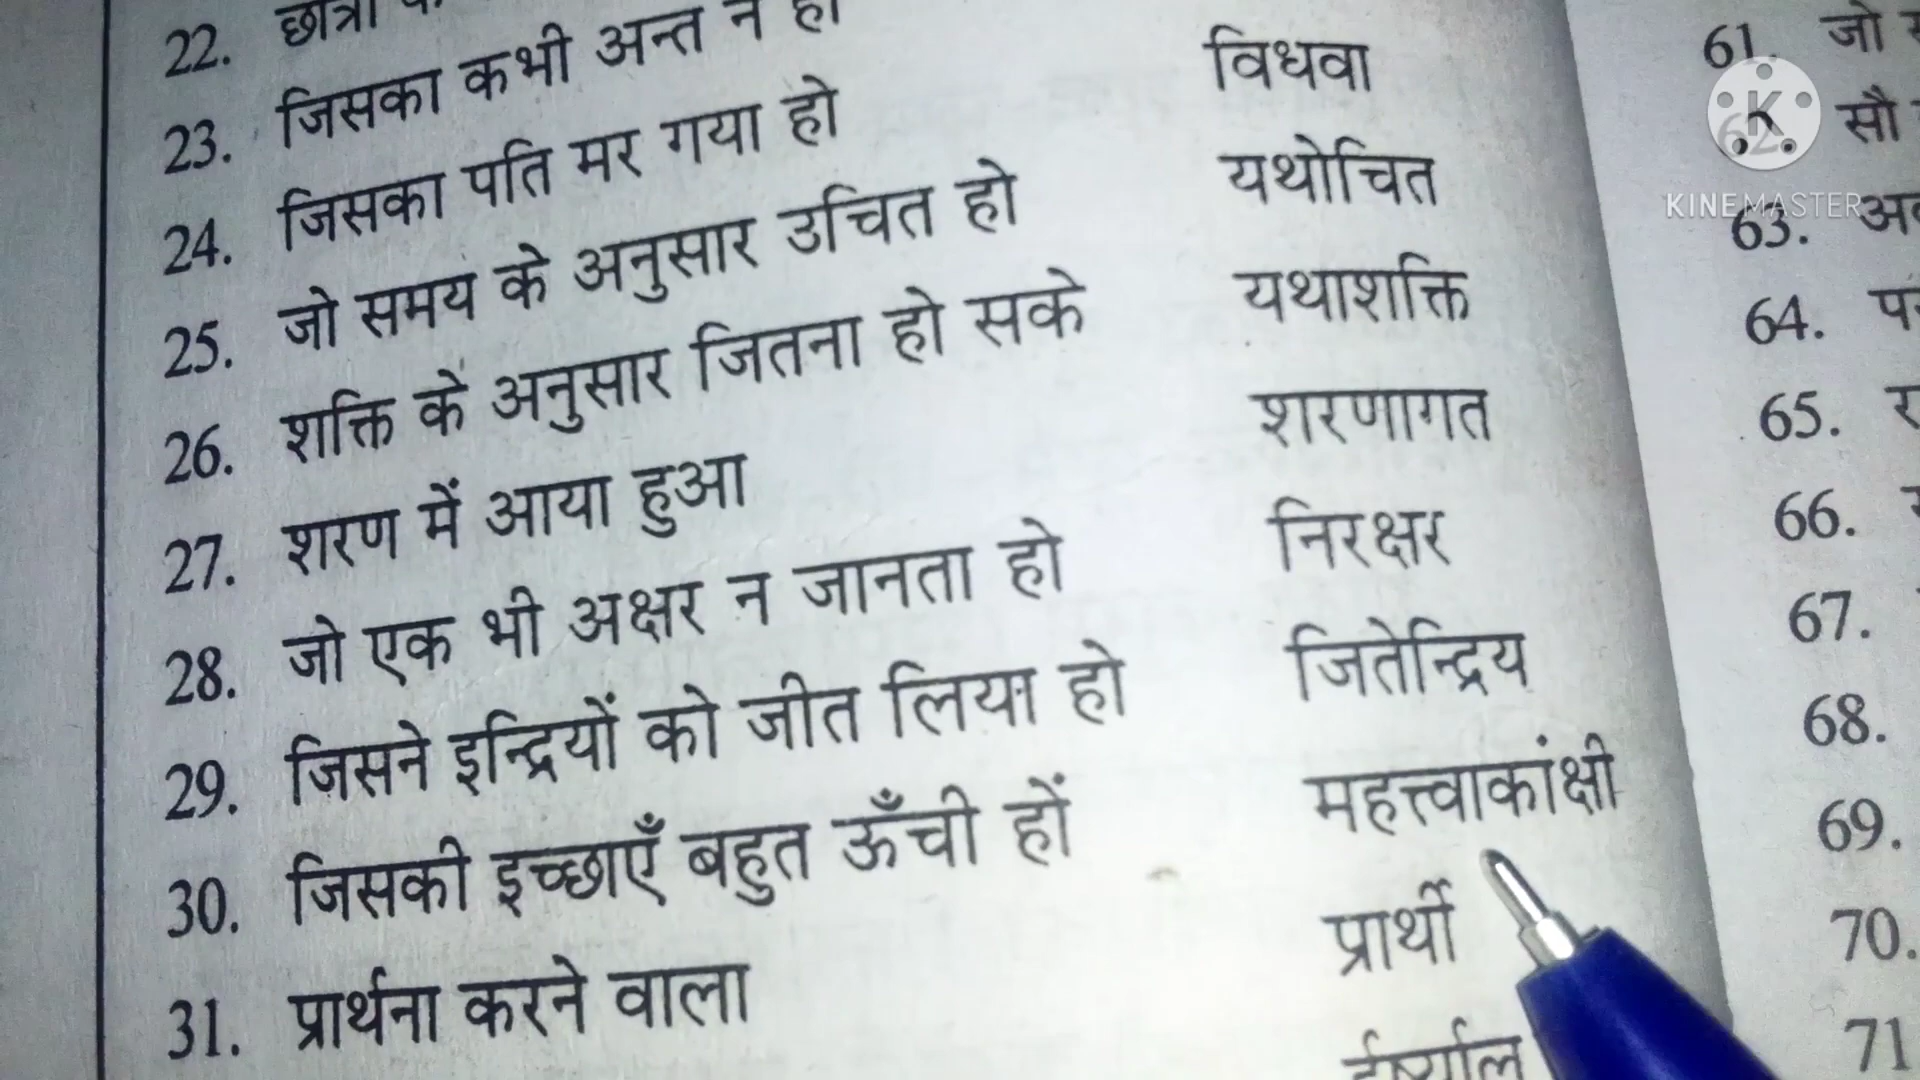 22. छात्रों
23. जिसका कभी अन्त न हो
24. जिसका पति मर गया हो विधवा
25. जो समय के अनुसार उचित हो यथोचित
26. शक्ति के अनुसार जितना हो सके यथाशक्ति
27. शरण में आया हुआ शरणागत
28. जो एक भी अक्षर न जानता हो निरक्षर
29. जिसने इन्द्रियों को जीत लिया हो जितेन्द्रिय
30. जिसकी इच्छाएँ बहुत ऊँची हों महत्त्वाकांक्षी
31. प्रार्थना करने वाला प्रार्थी
61. जो
62. सौ
63.
64.
65.
66.
67.
68.
69.
70.
71
K
KINEMASTER